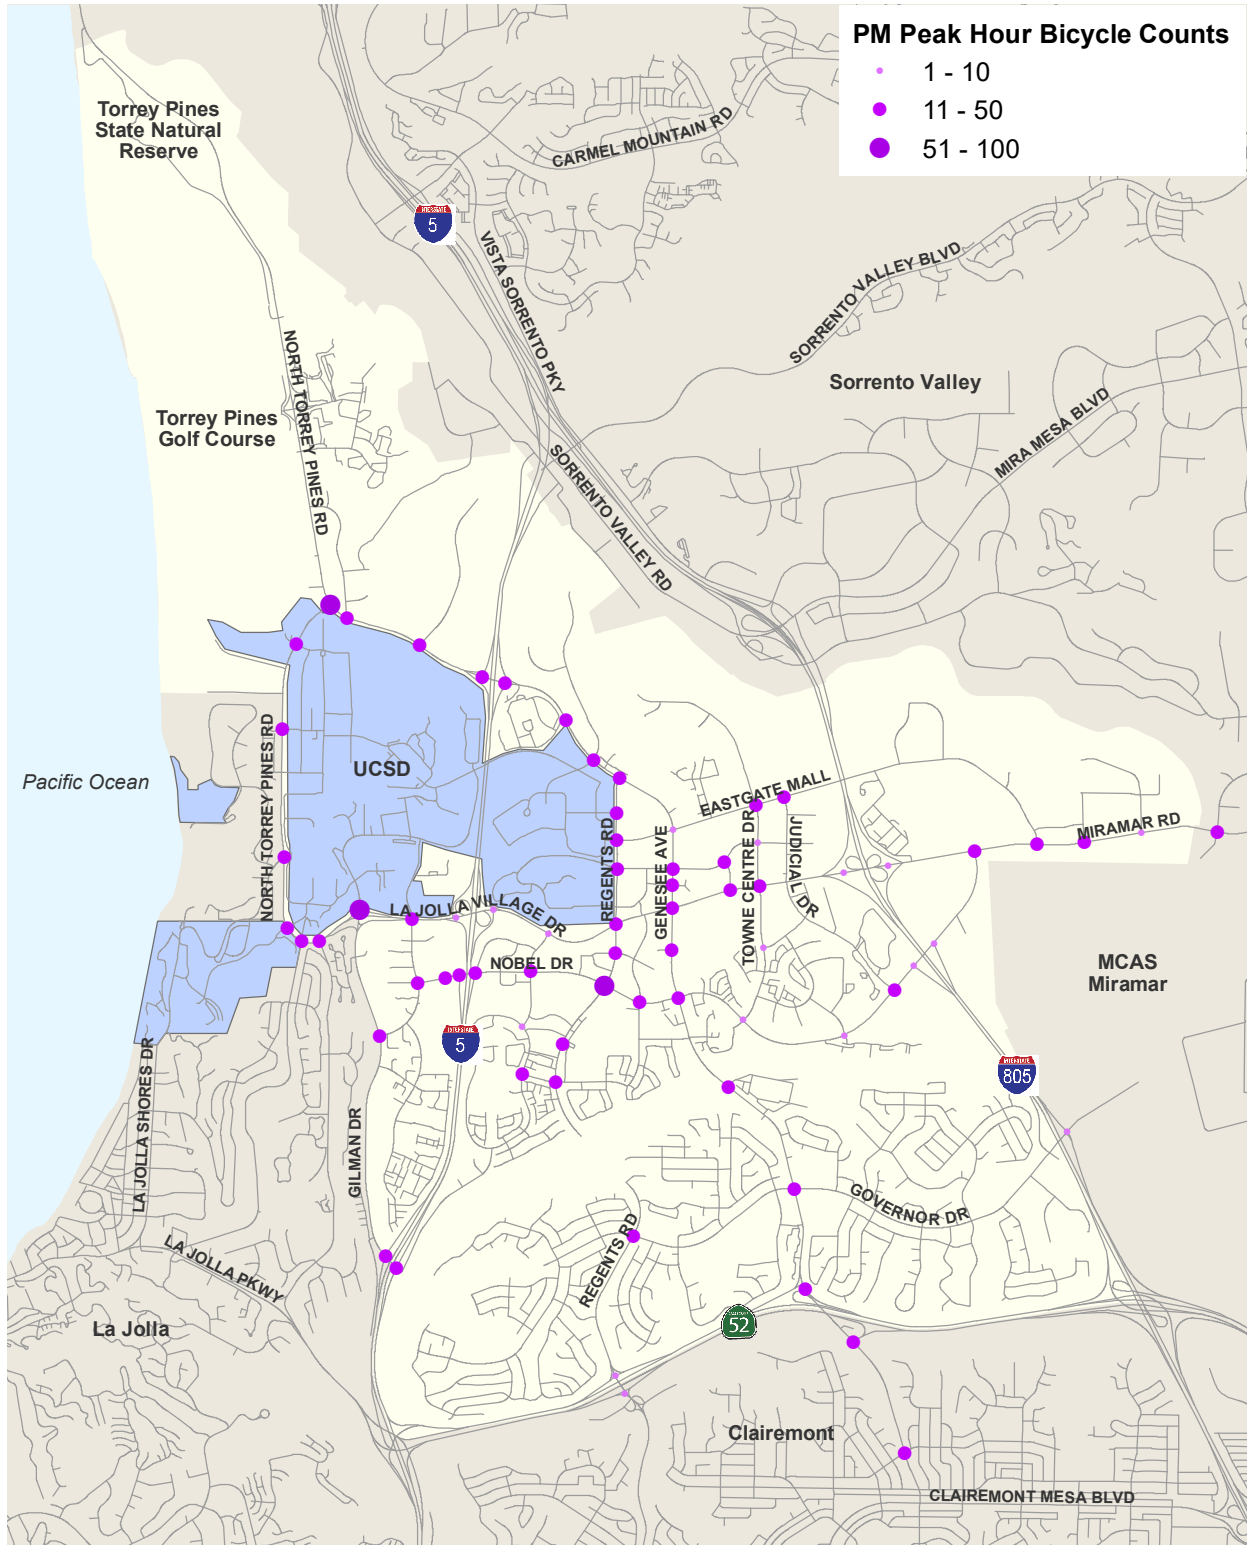 PM Peak Hour Bicycle Counts
1 - 10
11 - 50
51 - 100
Torrey Pines
State Natural
Reserve
CARMEL MOUNTAIN RD
INTERSTATE
5
VISTA SORRENTO PKY
SORRENTO VALLEY BLVD
Sorrento Valley
NORTH TORREY PINES RD
Torrey Pines
Golf Course
MIRA MESA BLVD
SORRENTO VALLEY RD
UCSD
Pacific Ocean
NORTH TORREY PINES RD
EASTGATE MALL
MIRAMAR RD
REGENTS RD
GENESEE AVE
TOWNE CENTRE DR
JUDICIAL DR
LA JOLLA VILLAGE DR
NOBEL DR
MCAS
Miramar
INTERSTATE
5
INTERSTATE
805
LA JOLLA SHORES DR
GILMAN DR
GOVERNOR DR
REGENTS RD
LA JOLLA PKWY
La Jolla
52
Clairemont
CLAIREMONT MESA BLVD